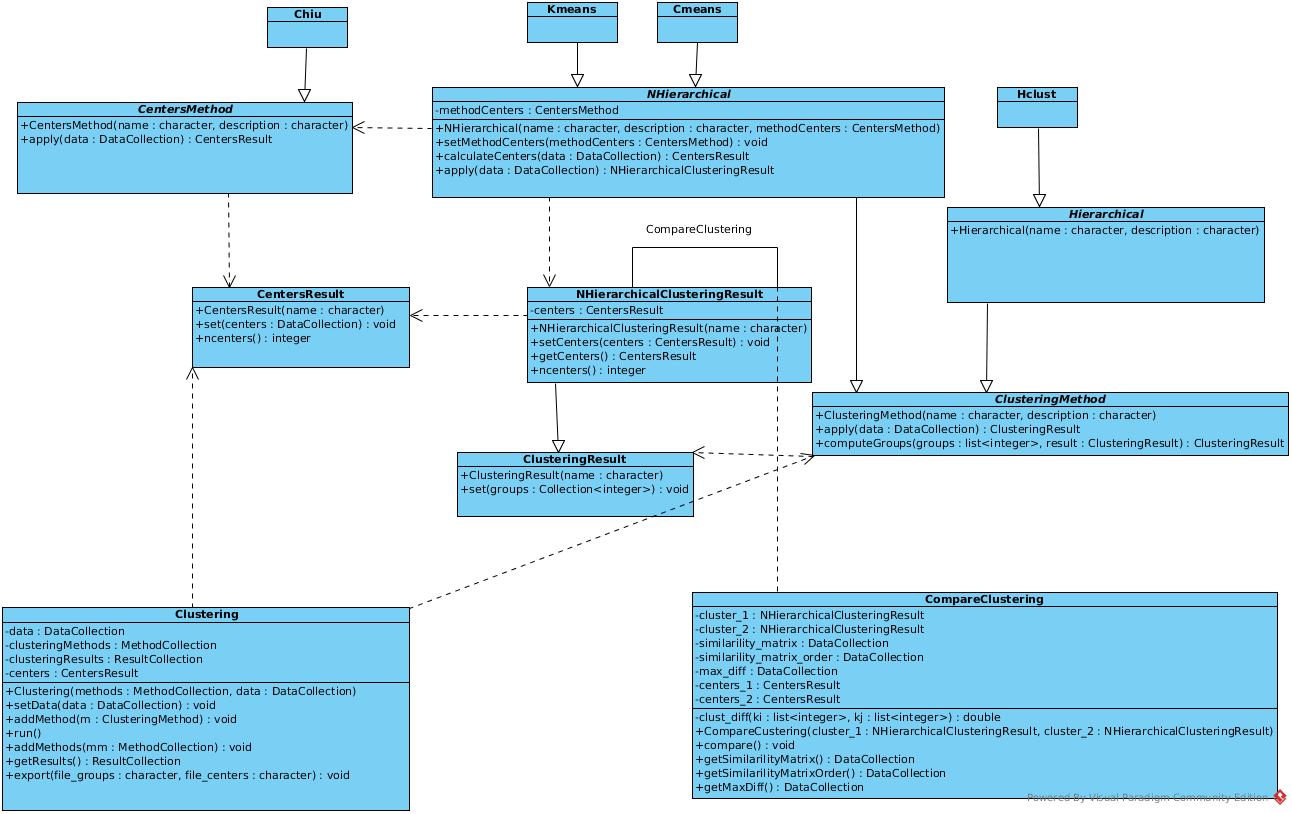 Chiu
Kmeans
Cmeans
CentersMethod
+CentersMethod(name : character, description : character)
+apply(data : DataCollection) : CentersResult
NHierarchical
-methodCenters : CentersMethod
+NHierarchical(name : character, description : character, methodCenters : CentersMethod)
+setMethodCenters(methodCenters : CentersMethod) : void
+calculateCenters(data : DataCollection) : CentersResult
+apply(data : DataCollection) : NHierarchicalClusteringResult
Hclust
Hierarchical
+Hierarchical(name : character, description : character)
CompareClustering
CentersResult
+CentersResult(name : character)
+set(centers : DataCollection) : void
+ncenters() : integer
NHierarchicalClusteringResult
-centers : CentersResult
+NHierarchicalClusteringResult(name : character)
+setCenters(centers : CentersResult) : void
+getCenters() : CentersResult
+ncenters() : integer
ClusteringMethod
+ClusteringMethod(name : character, description : character)
+apply(data : DataCollection) : ClusteringResult
+computeGroups(groups : list<integer>, result : ClusteringResult) : ClusteringResult
ClusteringResult
+ClusteringResult(name : character)
+set(groups : Collection<integer>) : void
Clustering
-data : DataCollection
-clusteringMethods : MethodCollection
-clusteringResults : ResultCollection
-centers : CentersResult
+Clustering(methods : MethodCollection, data : DataCollection)
+setData(data : DataCollection) : void
+addMethod(m : ClusteringMethod) : void
+run()
+addMethods(mm : MethodCollection) : void
+getResults() : ResultCollection
+export(file_groups : character, file_centers : character) : void
CompareClustering
-cluster_1 : NHierarchicalClusteringResult
-cluster_2 : NHierarchicalClusteringResult
-similarility_matrix : DataCollection
-similarility_matrix_order : DataCollection
-max_diff : DataCollection
-centers_1 : CentersResult
-centers_2 : CentersResult
-clust_diff(ki : list<integer>, kj : list<integer>) : double
+CompareCustering(cluster_1 : NHierarchicalClusteringResult, cluster_2 : NHierarchicalClusteringResult)
+compare() : void
+getSimilarilityMatrix() : DataCollection
+getSimilarilityMatrixOrder() : DataCollection
+getMaxDiff() : DataCollection
Powered By Visual Paradigm Community Edition